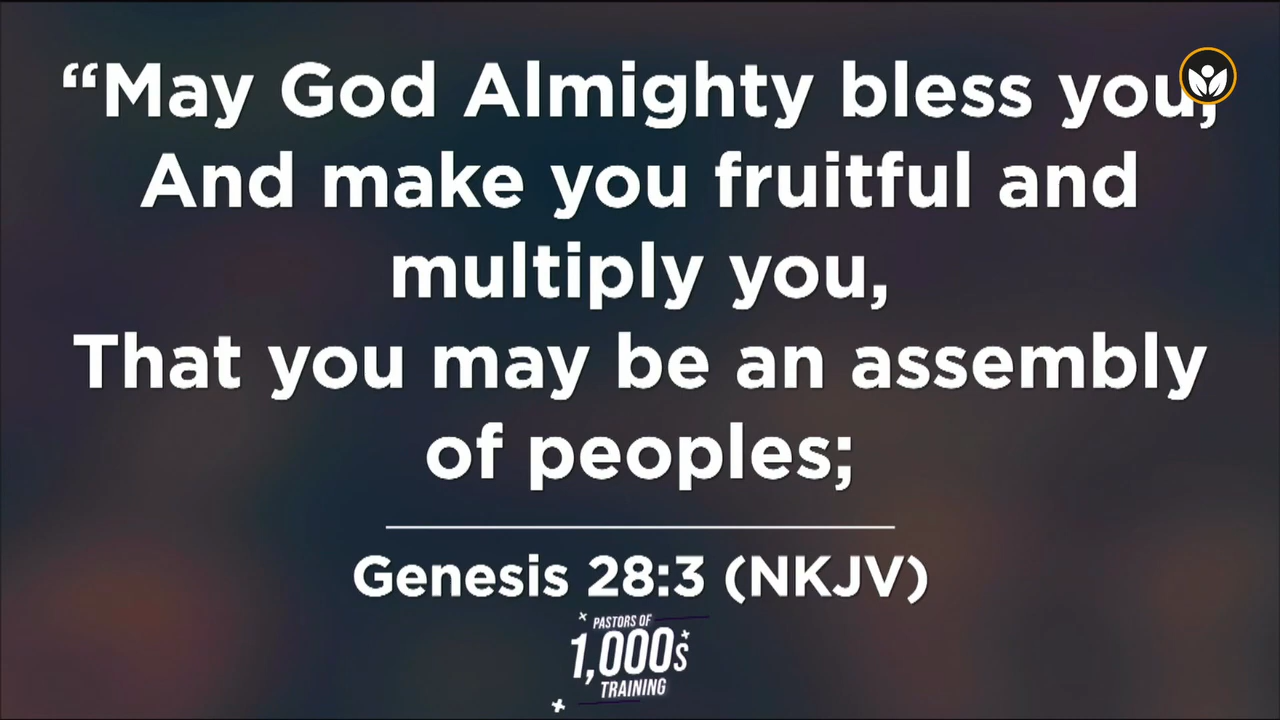 “May God Almighty bless you,
And make you fruitful and
multiply you,
That you may be an assembly
of peoples;
Genesis 28:3 (NKJV)
PASTORS OF
1,000s
TRAINING